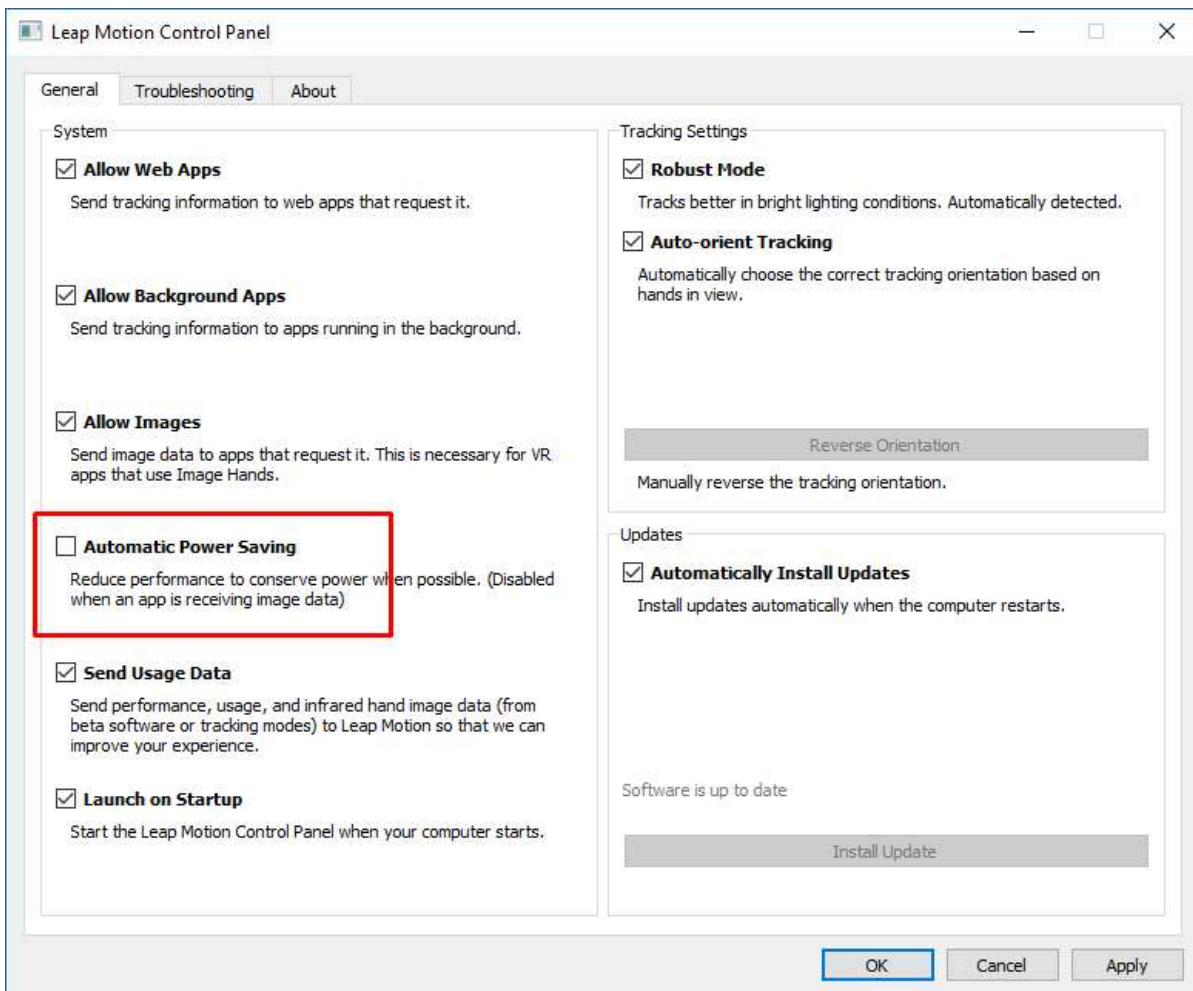 Leap Motion Control Panel
General Troubleshooting About
System
Allow Web Apps
Send tracking information to web apps that request it.
Allow Background Apps
Send tracking information to apps running in the background.
Allow Images
Send image data to apps that request it. This is necessary for VR
apps that use Image Hands.
Automatic Power Saving
Reduce performance to conserve power when possible. (Disabled
when an app is receiving image data)
Send Usage Data
Send performance, usage, and infrared hand image data (from
beta software or tracking modes) to Leap Motion so that we can
improve your experience.
Launch on Startup
Start the Leap Motion Control Panel when your computer starts.
Tracking Settings
Robust Mode
Tracks better in bright lighting conditions. Automatically detected.
Auto-orient Tracking
Automatically choose the correct tracking orientation based on
hands in view.
Reverse Orientation
Manually reverse the tracking orientation.
Updates
Automatically Install Updates
Install updates automatically when the computer restarts.
Software is up to date
Install Update
OK Cancel Apply